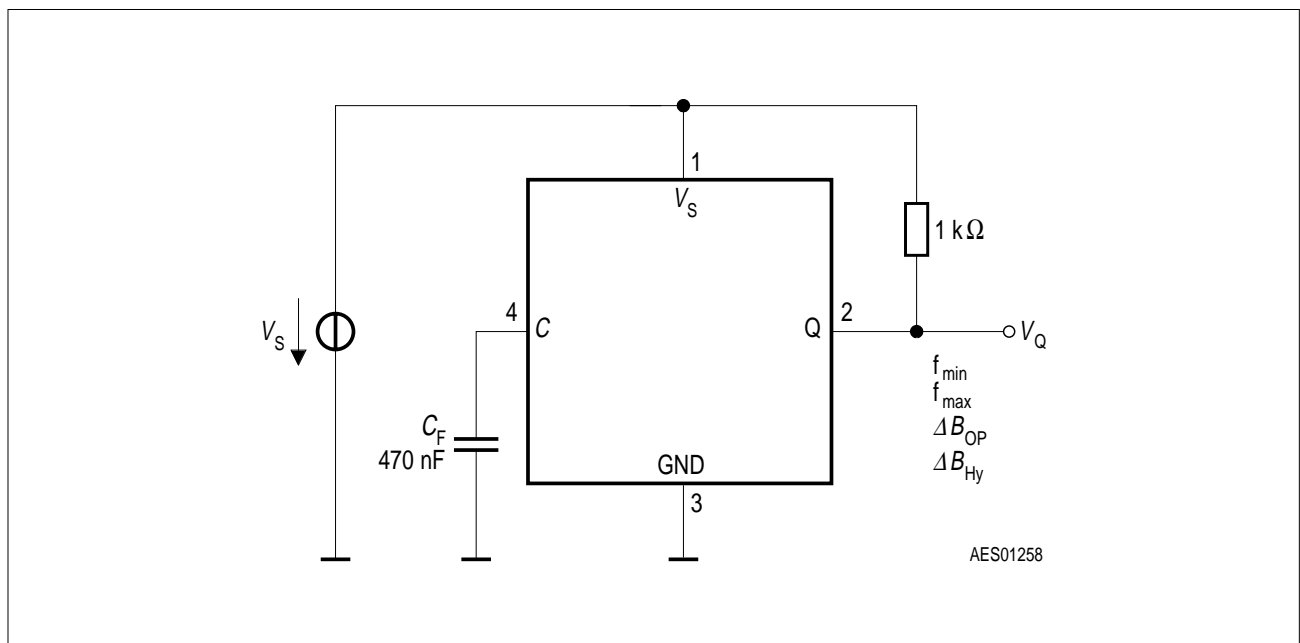 1
V_S
1 kΩ
V_S
4
C
Q
2
V_Q
f_min
f_max
ΔB_OP
ΔB_Hy
C_F
470 nF
GND
3
AES01258